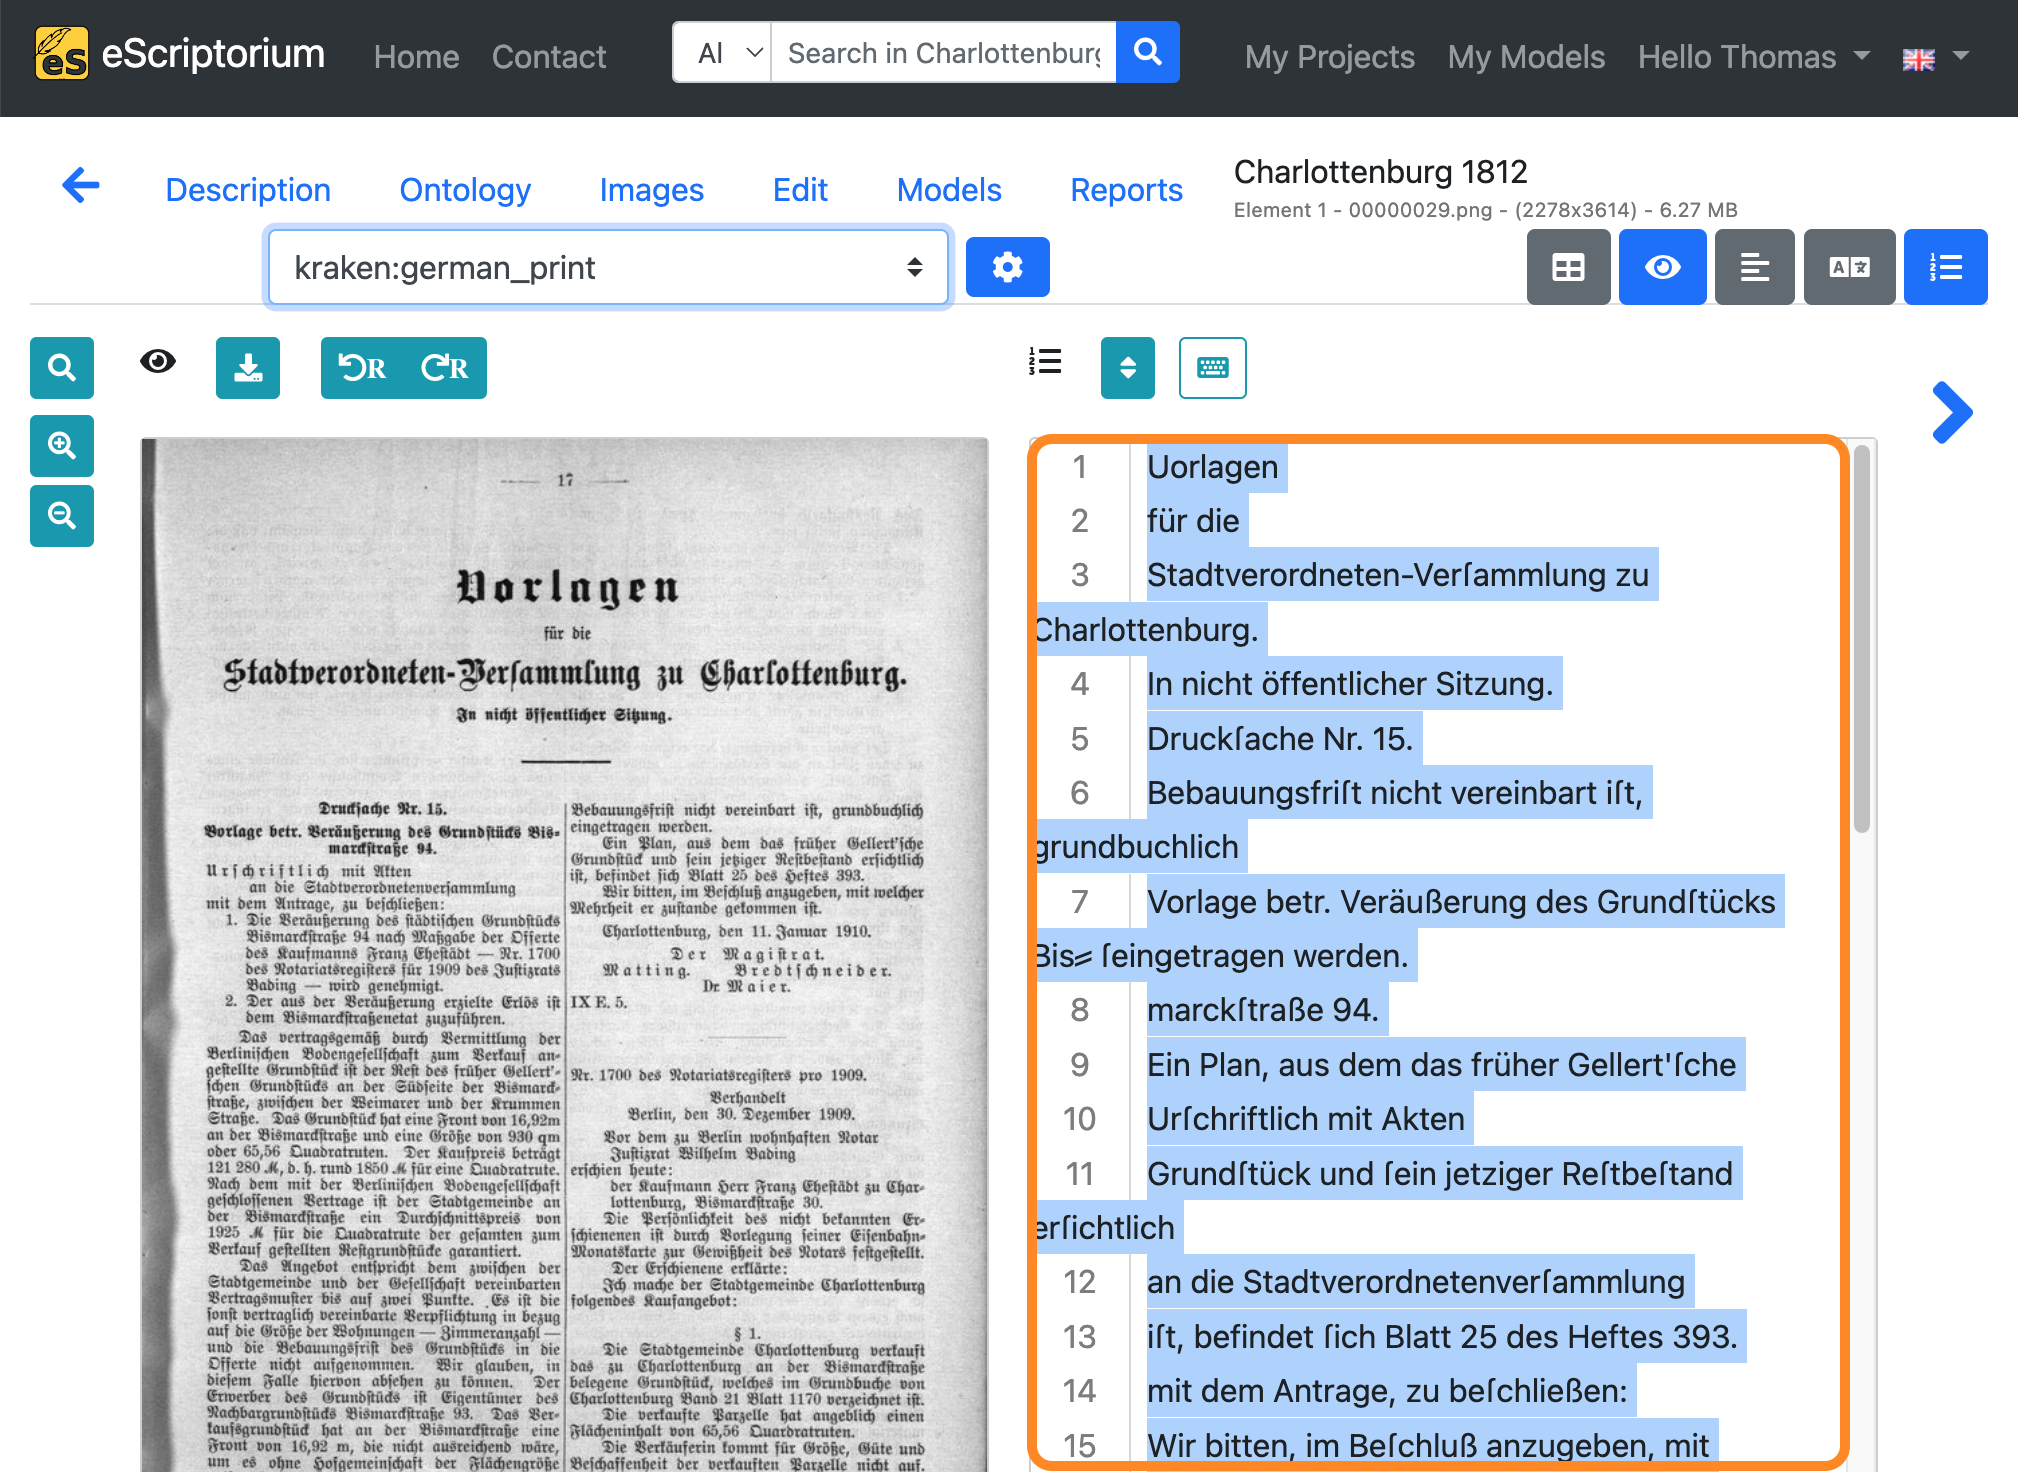 eScriptorium
Home
Contact
Al
Search in Charlottenburg
My Projects
My Models
Hello Thomas
Description
Ontology
Images
Edit
Models
Reports
Charlottenburg 1812
Element 1 - 00000029.png - (2278x3614) - 6.27 MB
kraken:german_print
17
Vorlagen
für die
Stadtverordneten-Verſammlung zu Charlottenburg.
In nicht öffentlicher Sitzung.
Druckſache Nr. 15.
Vorlage betr. Veräußerung des Grundſtücks Bis-
marckſtraße 94.
Urſchriftlich mit Akten
an die Stadtverordnetenverſammlung
mit dem Antrage, zu beſchließen:
1. Die Veräußerung des ſtädtiſchen Grundſtücks
Bismarckſtraße 94 nach Maßgabe der Offerte
des Kaufmanns Franz Eheſtädt — Nr. 1700
des Notariatsregiſters für 1909 des Juſtizrats
Bading — wird genehmigt.
2. Der aus der Veräußerung erzielte Erlös iſt
dem Bismarckſtraßenetat zuzuführen.
Das vertragsgemäß durch Vermittlung der
Berliniſchen Bodengeſellſchaft zum Verkauf an-
geſtellte Grundſtück iſt der Reſt des früher Gellert'-
ſchen Grundſtücks an der Südſeite der Bismarck-
ſtraße, zwiſchen der Weimarer und der Krummen
Straße. Das Grundſtück hat eine Front von 16,92m
an der Bismarckſtraße und eine Größe von 930 qm
oder 65,56 Quadratruten. Der Kaufpreis beträgt
121 280 ℳ, d. h. rund 1850 ℳ für eine Quadratrute.
Nach dem mit der Berliniſchen Bodengeſellſchaft
geſchloſſenen Vertrage iſt der Stadtgemeinde an
der Bismarckſtraße ein Durchſchnittspreis von
1925 ℳ für die Quadratrute der geſamten zum
Verkauf geſtellten Reſtgrundſtücke garantiert.
Das Angebot entſpricht dem zwiſchen der
Stadtgemeinde und der Geſellſchaft vereinbarten
Vertragsmuſter bis auf zwei Punkte. Es iſt die
ſonſt vertraglich vereinbarte Verpflichtung in bezug
auf die Größe der Wohnungen — Zimmeranzahl —
und die Bebauungsfriſt des Grundſtücks in die
Offerte nicht aufgenommen. Wir glauben, in
dieſem Falle hiervon abſehen zu können. Der
Erwerber des Grundſtücks iſt Eigentümer des
Nachbargrundſtücks Bismarckſtraße 93. Das Ver-
kaufsgrundſtück hat an der Bismarckſtraße eine
Front von 16,92 m, die nicht ausreichend wäre,
um es ohne Hofgemeinſchaft der Flächengröße
Bebauungsfriſt nicht vereinbart iſt, grundbuchlich
eingetragen werden.
Ein Plan, aus dem das früher Gellert'ſche
Grundſtück und ſein jetziger Reſtbeſtand erſichtlich
iſt, befindet ſich Blatt 25 des Heftes 393.
Wir bitten, im Beſchluß anzugeben, mit welcher
Mehrheit er zuſtande gekommen iſt.
Charlottenburg, den 11. Januar 1910.
Der Magiſtrat.
Matting. Bredtſchneider.
Dr Maier.
IX E. 5.
Nr. 1700 des Notariatsregiſters pro 1909.
Verhandelt
Berlin, den 30. Dezember 1909.
Vor dem zu Berlin wohnhaften Notar
Juſtizrat Wilhelm Bading
erſchien heute:
der Kaufmann Herr Franz Eheſtädt zu Char-
lottenburg, Bismarckſtraße 30.
Die Perſönlichkeit des nicht bekannten Er-
ſchienenen iſt durch Vorlegung ſeiner Eiſenbahn-
Monatskarte zur Gewißheit des Notars feſtgeſtellt.
Der Erſchienene erklärte:
Ich mache der Stadtgemeinde Charlottenburg
folgendes Kaufangebot:
§ 1.
Die Stadtgemeinde Charlottenburg verkauft
das zu Charlottenburg an der Bismarckſtraße
belegene Grundſtück, welches im Grundbuche von
Charlottenburg Band 21 Blatt 1170 verzeichnet iſt.
Die verkaufte Parzelle hat angeblich einen
Flächeninhalt von 65,56 Quardratruten.
Die Verkäuferin kommt für Größe, Güte und
Beſchaffenheit der verkauften Parzelle nicht auf.
1 Uorlagen
2 für die
3 Stadtverordneten-Verſammlung zu
Charlottenburg.
4 In nicht öffentlicher Sitzung.
5 Druckſache Nr. 15.
6 Bebauungsfriſt nicht vereinbart iſt,
grundbuchlich
7 Vorlage betr. Veräußerung des Grundſtücks
Bis⸗ ſeingetragen werden.
8 marckſtraße 94.
9 Ein Plan, aus dem das früher Gellert'ſche
10 Urſchriftlich mit Akten
11 Grundſtück und ſein jetziger Reſtbeſtand
erſichtlich
12 an die Stadtverordnetenverſammlung
13 iſt, befindet ſich Blatt 25 des Heftes 393.
14 mit dem Antrage, zu beſchließen:
15 Wir bitten, im Beſchluß anzugeben, mit